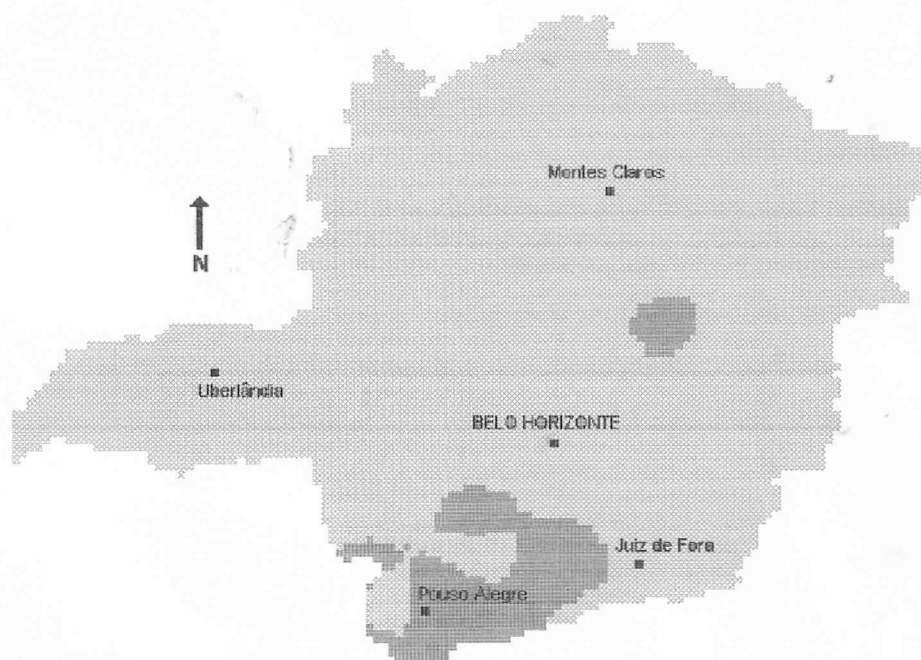 Montes Claros
N
Uberlândia
BELO HORIZONTE
Juiz de Fora
Pouso Alegre